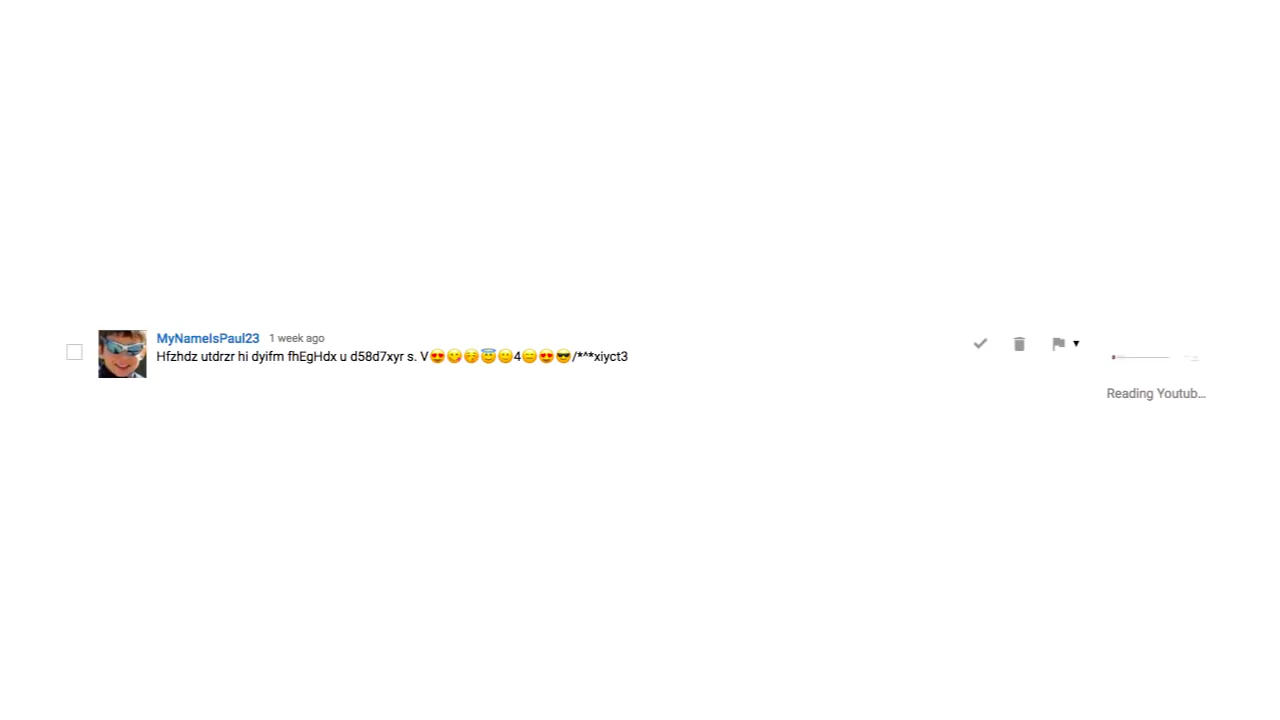 MyNameIsPaul23 1 week ago
Hfzhdz utdrzr hi dyifm fhEgHdx u d58d7xyr s. V😍😋😚😇🙂4😑😍😎/*^*xiyct3
Reading Youtub...